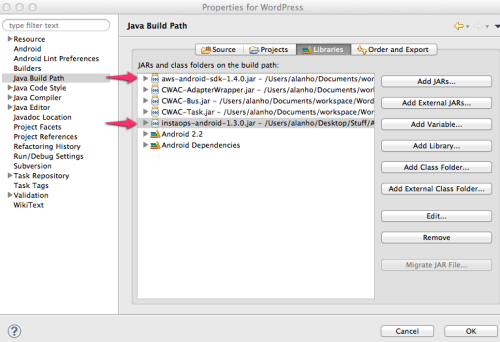 Properties for WordPress
type filter text
Resource
Android
Android Lint Preferences
Builders
Java Build Path
Java Code Style
Java Compiler
Java Editor
Javadoc Location
Project Facets
Project References
Refactoring History
Run/Debug Settings
Subversion
Task Repository
Task Tags
Validation
WikiText
Java Build Path
Source
Projects
Libraries
Order and Export
JARs and class folders on the build path:
aws-android-sdk-1.4.0.jar - /Users/alanho/Documents/wor
CWAC-AdapterWrapper.jar - /Users/alanho/Documents/
CWAC-Bus.jar - /Users/alanho/Documents/workspace/Wor
CWAC-Task.jar - /Users/alanho/Documents/workspace/Wo
instaops-android-1.3.0.jar - /Users/alanho/Desktop/Stuff/A
Android 2.2
Android Dependencies
Add JARs...
Add External JARs...
Add Variable...
Add Library...
Add Class Folder...
Add External Class Folder...
Edit...
Remove
Migrate JAR File...
?
Cancel
OK